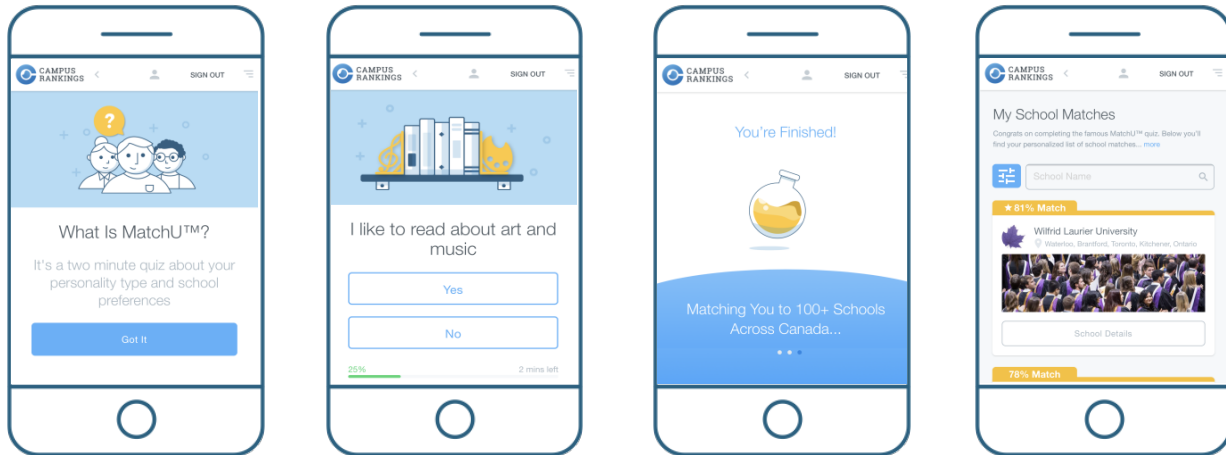 CAMPUS
RANKINGS
SIGN OUT
?
What Is MatchU™?
It's a two minute quiz about your
personality type and school
preferences
Got It
CAMPUS
RANKINGS
SIGN OUT
I like to read about art and
music
Yes
No
25%
2 mins left
CAMPUS
RANKINGS
SIGN OUT
You're Finished!
Matching You to 100+ Schools
Across Canada...
CAMPUS
RANKINGS
SIGN OUT
My School Matches
Congrats on completing the famous MatchU™ quiz. Below you'll
find your personalized list of school matches... more
School Name
★81% Match
Wilfrid Laurier University
Waterloo, Brantford, Toronto, Kitchener, Ontario
School Details
78% Match